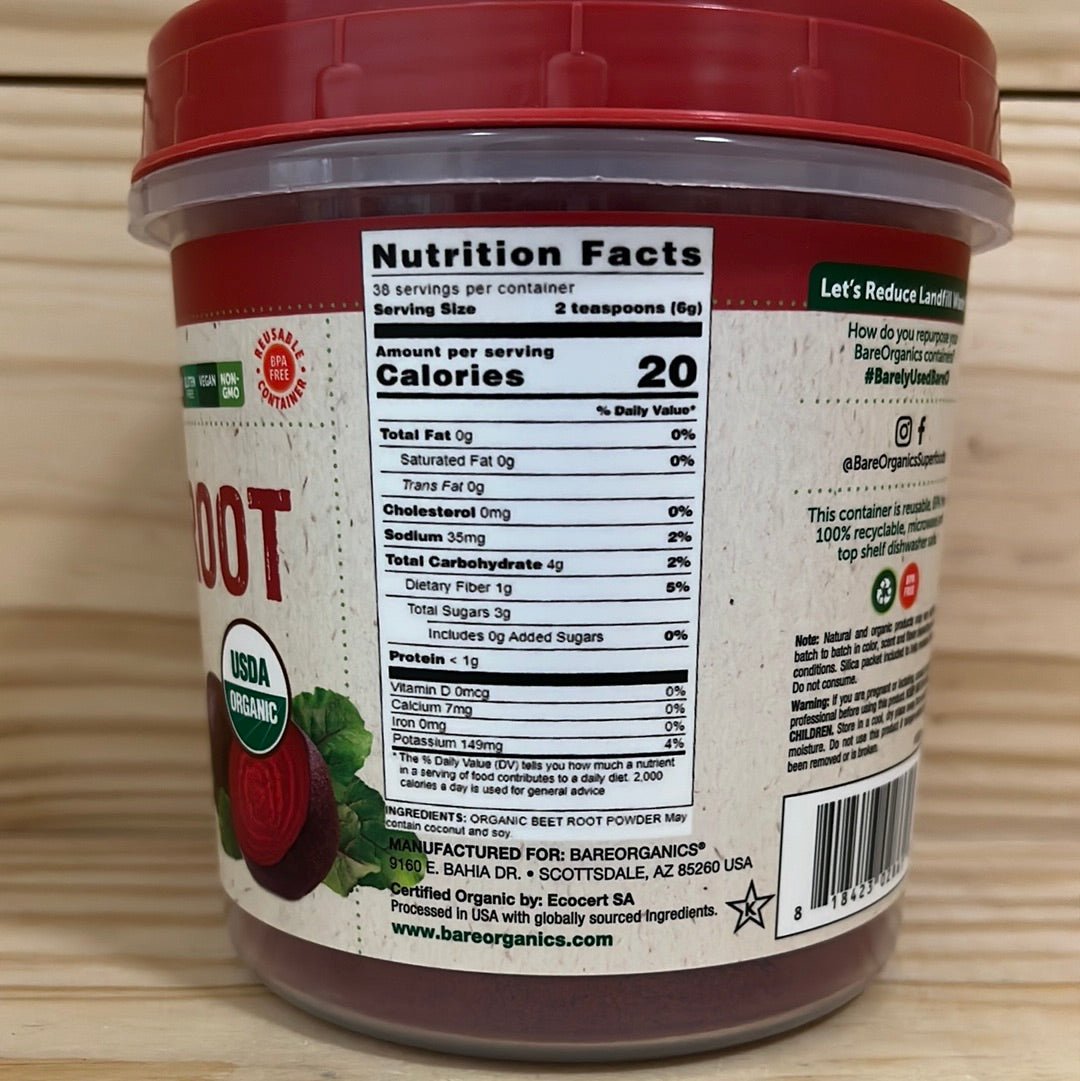 Nutrition Facts
38 servings per container
Serving Size 2 teaspoons (6g)
Amount per serving
Calories 20
% Daily Value*
Total Fat 0g 0%
Saturated Fat 0g 0%
Trans Fat 0g
Cholesterol 0mg 0%
Sodium 35mg 2%
Total Carbohydrate 4g 2%
Dietary Fiber 1g 5%
Total Sugars 3g
Includes 0g Added Sugars 0%
Protein < 1g
Vitamin D 0mcg 0%
Calcium 7mg 0%
Iron 0mg 0%
Potassium 149mg 4%
*The % Daily Value (DV) tells you how much a nutrient
in a serving of food contributes to a daily diet. 2,000
calories a day is used for general advice
INGREDIENTS: ORGANIC BEET ROOT POWDER May
contain coconut and soy.
MANUFACTURED FOR: BAREORGANICS®
9160 E. BAHIA DR. • SCOTTSDALE, AZ 85260 USA
Certified Organic by: Ecocert SA
Processed in USA with globally sourced Ingredients.
www.bareorganics.com
K
REUSABLE
BPA
FREE
CONTAINER
VEGAN
NON-
GMO
OOT
USDA
ORGANIC
Let's Reduce Landfill
How do you repurpose
BareOrganics
#BarelyUsedBare
@BareOrganicsSuperfoods
This container is reusable,
100% recyclable,
top shelf dishwasher
BPA
FREE
Note: Natural and organic products
batch to batch in color, scent and
conditions. Silica packet included to
Do not consume.
Warning: If you are pregnant or
professional before using this product.
CHILDREN. Store in a cool, dry place
moisture. Do not use this product if
been removed or is broken.
8 18423